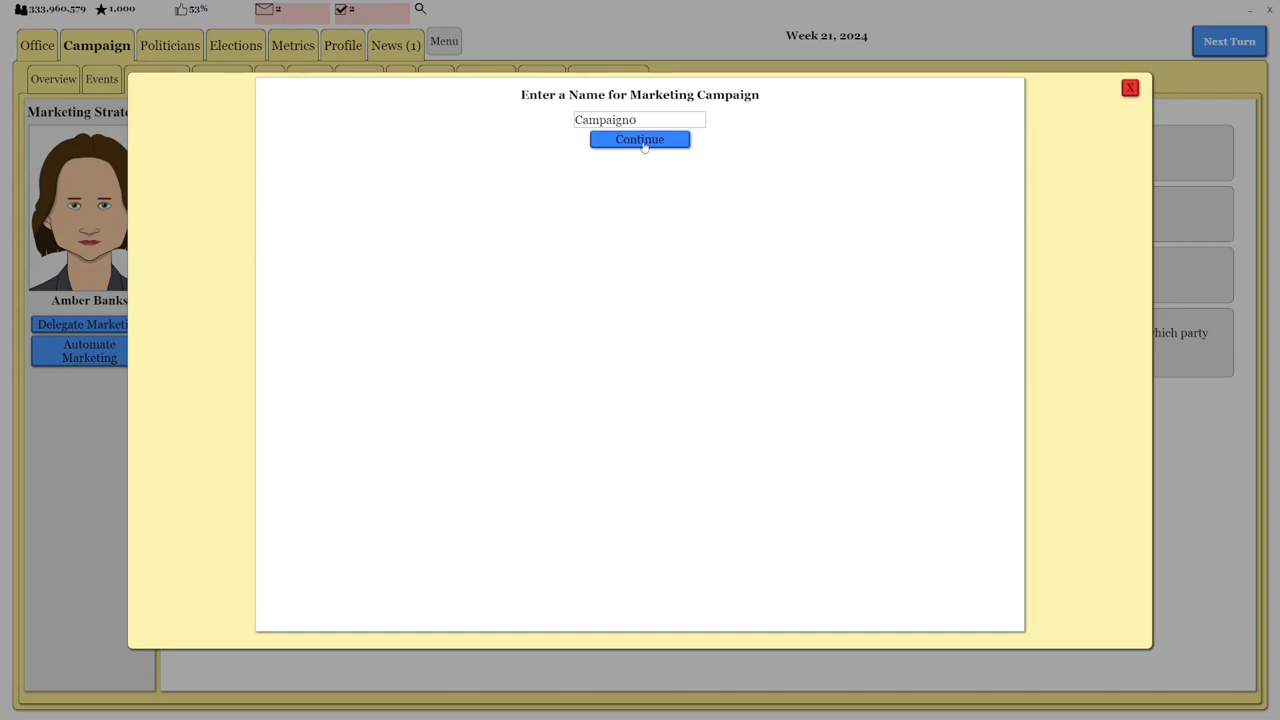 333,960,579 1,000 53% 2 2
Office Campaign Politicians Elections Metrics Profile News (1) Menu
Week 21, 2024
Next Turn
Overview Events
Marketing Strate
Enter a Name for Marketing Campaign
X
Campaign0
Continue
Amber Banks
Delegate Marketi
Automate
Marketing
hich party